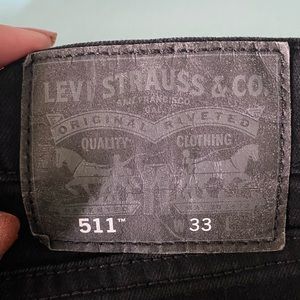 LEVI STRAUSS & CO.
SAN FRANCISCO
ORIGINAL RIVETED
QUALITY CLOTHING
511™ W 33 L